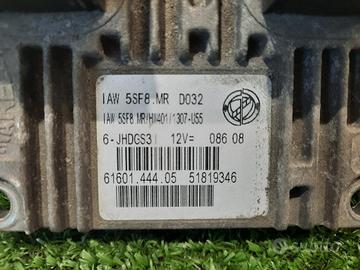 IAW 5SF8.MR D032
IAW 5SF8.MR/HW401/1307-U55
6-JHDGS3 12V= 086 08
61601.444.05 51819346